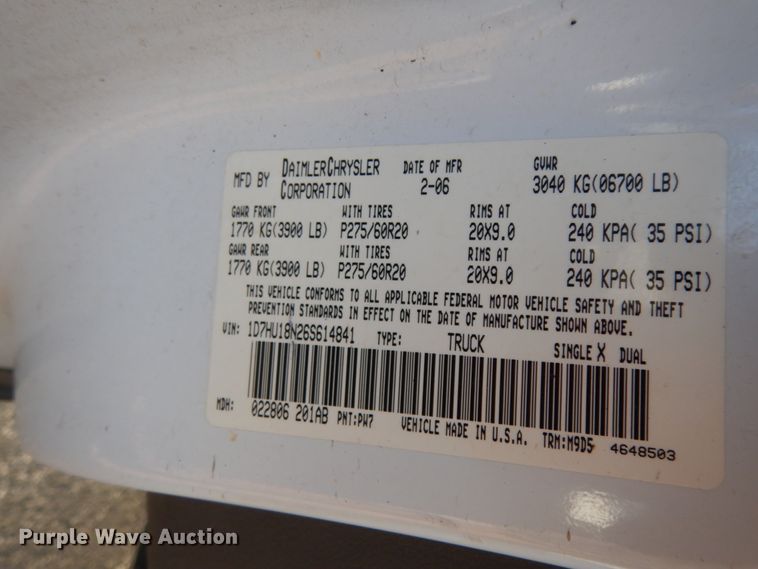 MFD BY DAIMLERCHRYSLER CORPORATION DATE OF MFR 2-06 GVWR 3040 KG(06700 LB)
GAWR FRONT WITH TIRES RIMS AT COLD
1770 KG(3900 LB) P275/60R20 20X9.0 240 KPA( 35 PSI)
GAWR REAR WITH TIRES RIMS AT COLD
1770 KG(3900 LB) P275/60R20 20X9.0 240 KPA( 35 PSI)
THIS VEHICLE CONFORMS TO ALL APPLICABLE FEDERAL MOTOR VEHICLE SAFETY AND THEFT
PREVENTION STANDARDS IN EFFECT ON THE DATE OF MANUFACTURE SHOWN ABOVE.
VIN: 1D7HU18N26S614841 TYPE: TRUCK SINGLE X DUAL
MDH: 022806 201AB PNT:PW7 VEHICLE MADE IN U.S.A. TRM:M9D5 4648503
Purple Wave Auction